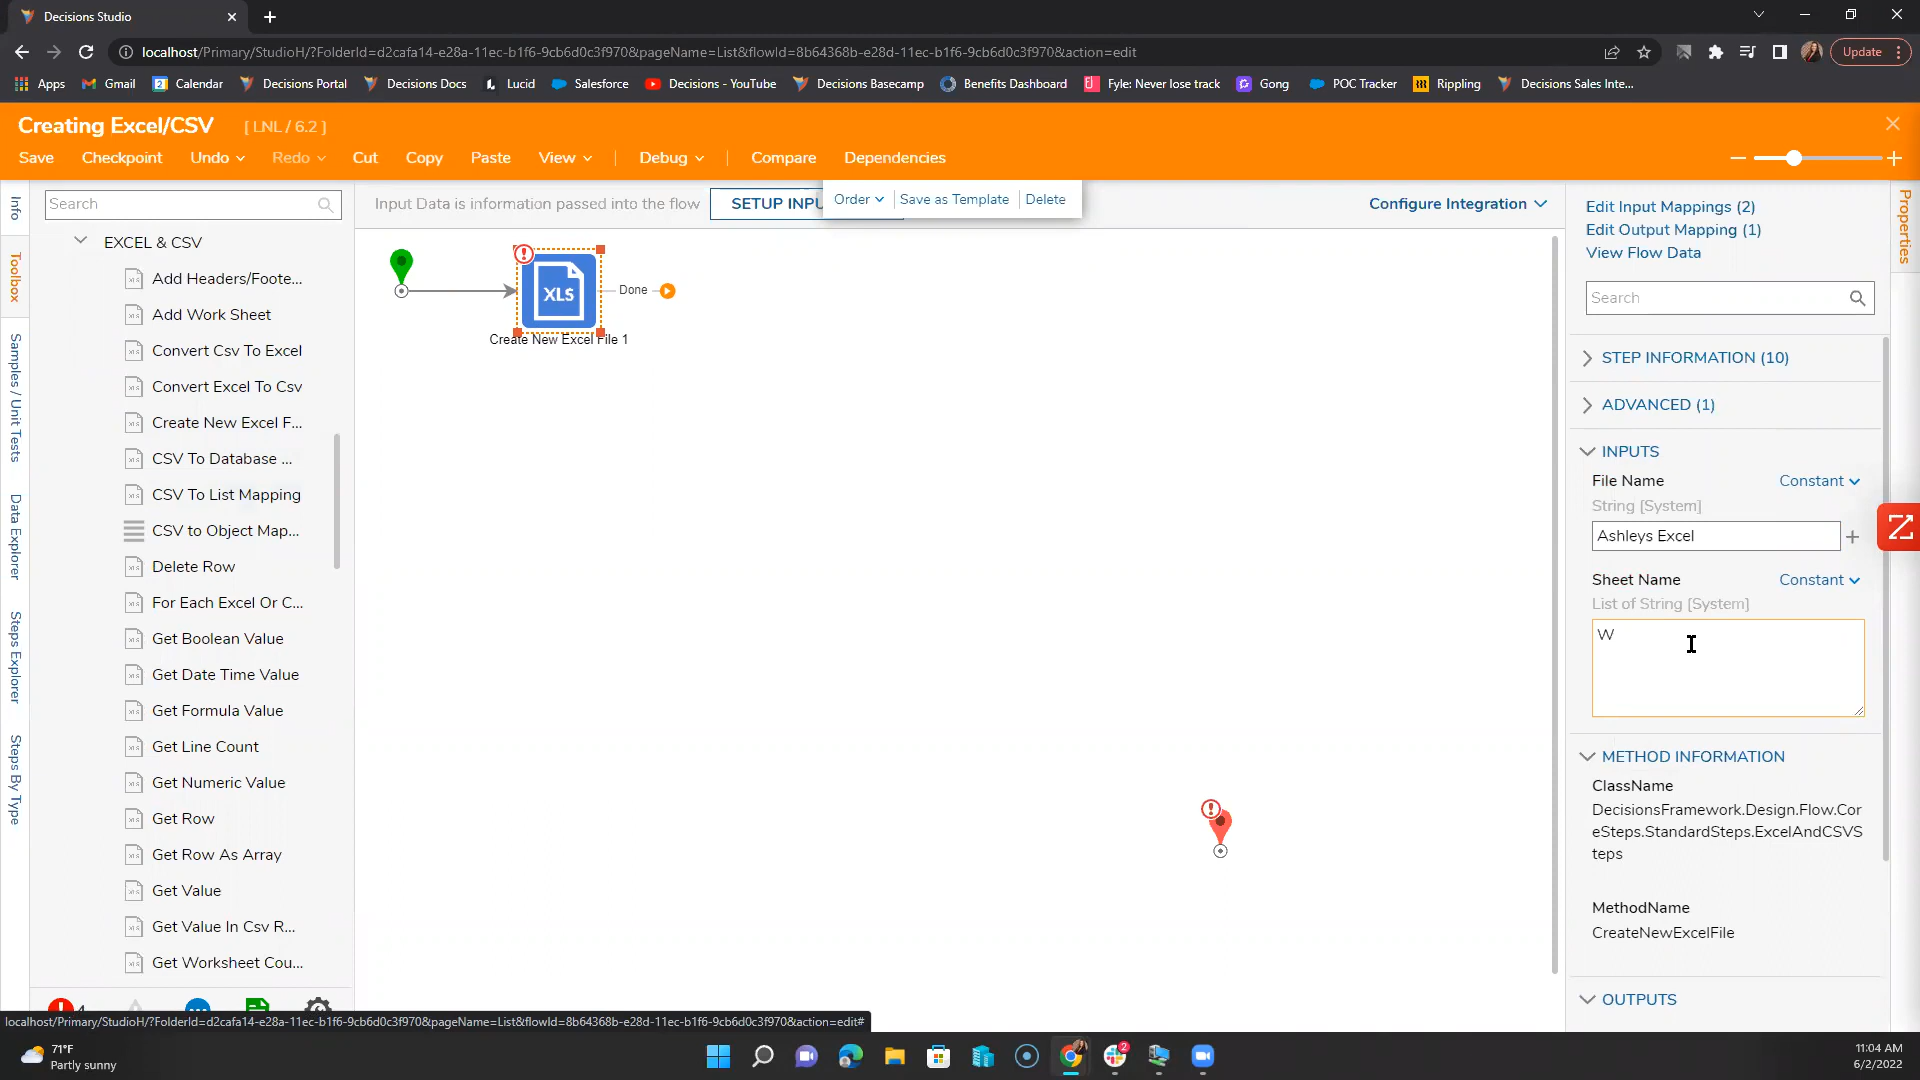 Decisions Studio
localhost/Primary/StudioH/?FolderId=d2cafa14-e28a-11ec-b1f6-9cb6d0c3f970&pageName=List&flowId=8b64368b-e28d-11ec-b1f6-9cb6d0c3f970&action=edit
Update
Apps
Gmail
Calendar
Decisions Portal
Decisions Docs
Lucid
Salesforce
Decisions - YouTube
Decisions Basecamp
Benefits Dashboard
Fyle: Never lose track
Gong
POC Tracker
Rippling
Decisions Sales Inte...
Creating Excel/CSV [ LNL / 6.2 ]
Save
Checkpoint
Undo
Redo
Cut
Copy
Paste
View
Debug
Compare
Dependencies
Info
Toolbox
Samples / Unit Tests
Data Explorer
Steps Explorer
Steps By Type
Search
EXCEL & CSV
Add Headers/Foote...
Add Work Sheet
Convert Csv To Excel
Convert Excel To Csv
Create New Excel F...
CSV To Database ...
CSV To List Mapping
CSV to Object Map...
Delete Row
For Each Excel Or C...
Get Boolean Value
Get Date Time Value
Get Formula Value
Get Line Count
Get Numeric Value
Get Row
Get Row As Array
Get Value
Get Value In Csv R...
Get Worksheet Cou...
Input Data is information passed into the flow
SETUP INPU
Order
Save as Template
Delete
Configure Integration
XLS
Done
Create New Excel File 1
Properties
Edit Input Mappings (2)
Edit Output Mapping (1)
View Flow Data
Search
STEP INFORMATION (10)
ADVANCED (1)
INPUTS
File Name Constant
String [System]
Ashleys Excel
Sheet Name Constant
List of String [System]
W
METHOD INFORMATION
ClassName
DecisionsFramework.Design.Flow.Cor
eSteps.StandardSteps.ExcelAndCSVS
teps
MethodName
CreateNewExcelFile
OUTPUTS
localhost/Primary/StudioH/?FolderId=d2cafa14-e28a-11ec-b1f6-9cb6d0c3f970&pageName=List&flowId=8b64368b-e28d-11ec-b1f6-9cb6d0c3f970&action=edit#
71°F
Partly sunny
2
11:04 AM
6/2/2022